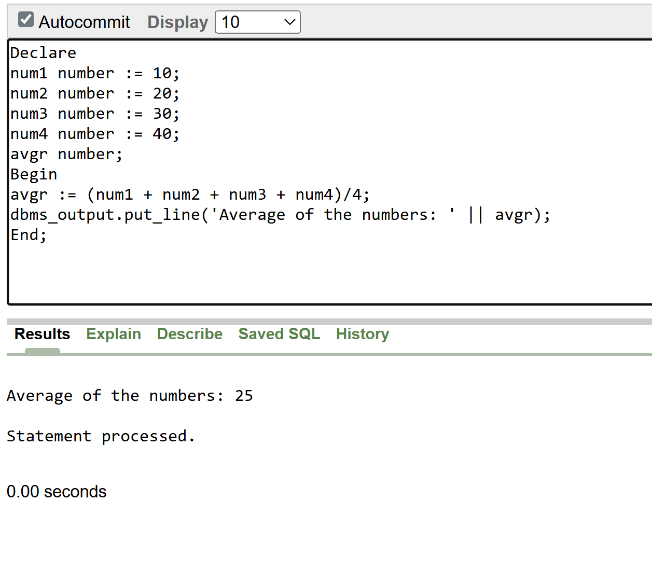 Autocommit Display 10
Declare
num1 number := 10;
num2 number := 20;
num3 number := 30;
num4 number := 40;
avgr number;
Begin
avgr := (num1 + num2 + num3 + num4)/4;
dbms_output.put_line('Average of the numbers: ' || avgr);
End;
Results Explain Describe Saved SQL History
Average of the numbers: 25
Statement processed.
0.00 seconds